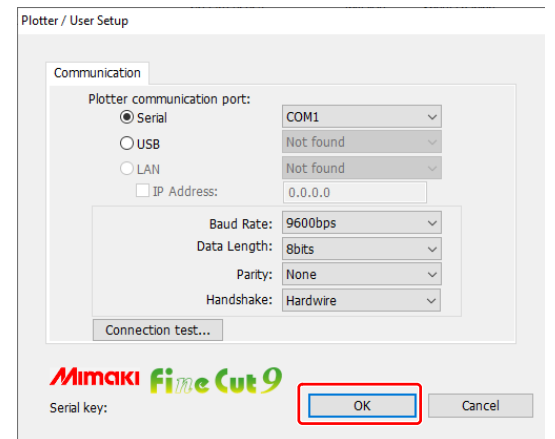 Plotter / User Setup
Communication
Plotter communication port:
Serial COM1
USB Not found
LAN Not found
IP Address: 0.0.0.0
Baud Rate: 9600bps
Data Length: 8bits
Parity: None
Handshake: Hardwire
Connection test...
Mimaki Fine Cut 9
Serial key: OK Cancel